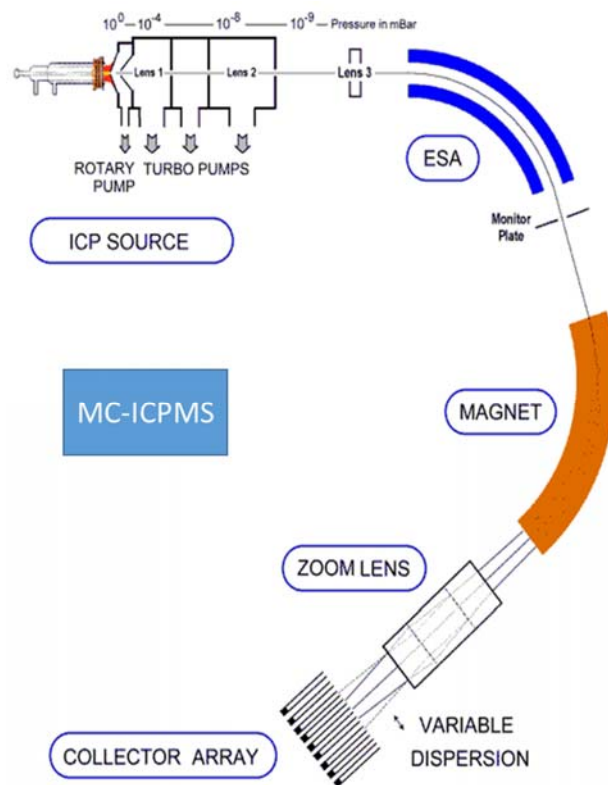 10⁰ 10⁻⁴ 10⁻⁸ 10⁻⁹ Pressure in mBar
Lens 1 Lens 2 Lens 3
ROTARY PUMP
TURBO PUMPS
ESA
ICP SOURCE
Monitor
Plate
MC-ICPMS
MAGNET
ZOOM LENS
VARIABLE
DISPERSION
COLLECTOR ARRAY